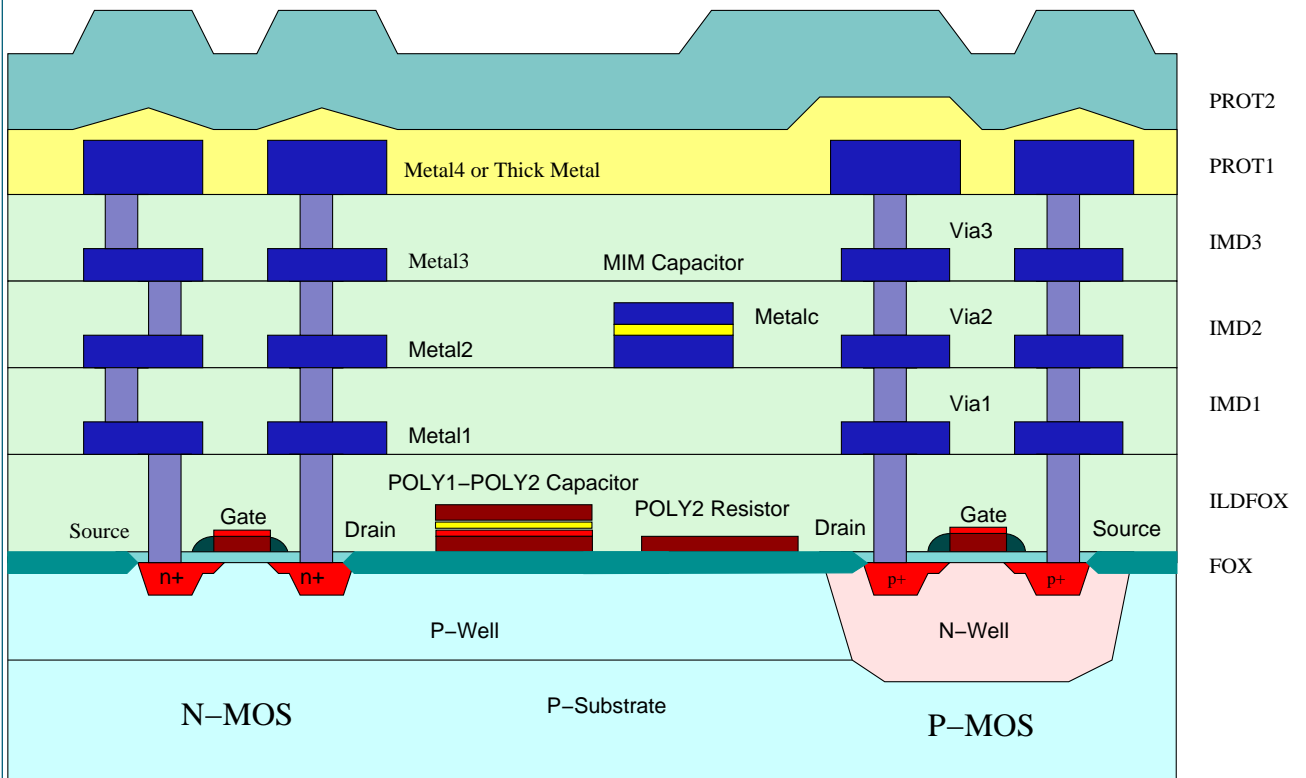 PROT2
Metal4 or Thick Metal
PROT1
Via3
IMD3
Metal3
MIM Capacitor
Metalc
Via2
IMD2
Metal2
Via1
IMD1
Metal1
POLY1−POLY2 Capacitor
POLY2 Resistor
ILDFOX
Source
Gate
Drain
Drain
Gate
Source
FOX
n+
n+
p+
p+
P−Well
N−Well
P−Substrate
N−MOS
P−MOS